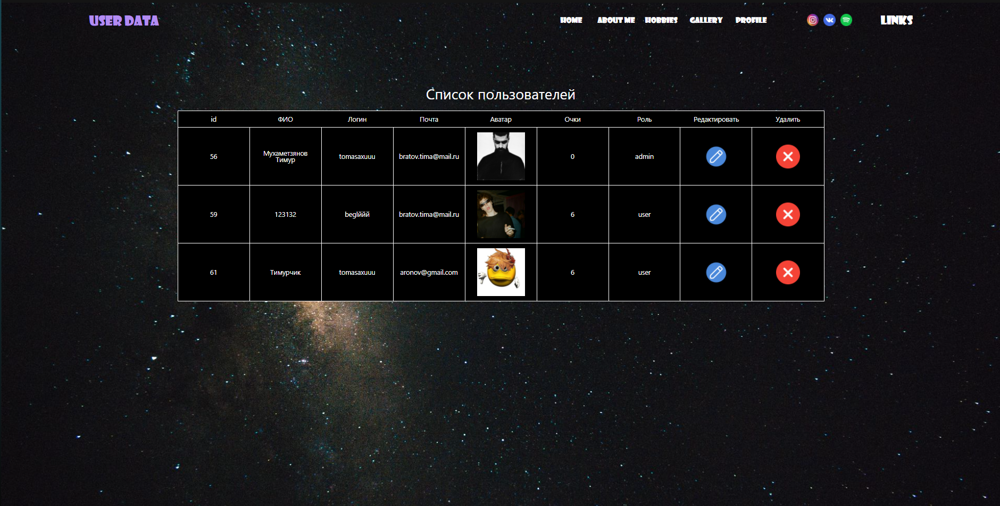 USER DATA
HOME ABOUT ME HOBBIES GALLERY PROFILE LINKS
Список пользователей
id ФИО Логин Почта Аватар Очки Роль Редактировать Удалить
56 Мухаметзянов Тимур tomasaxuuu bratov.tima@mail.ru 0 admin
59 123132 beglййй bratov.tima@mail.ru 6 user
61 Тимурчик tomasaxuuu aronov@gmail.com 6 user